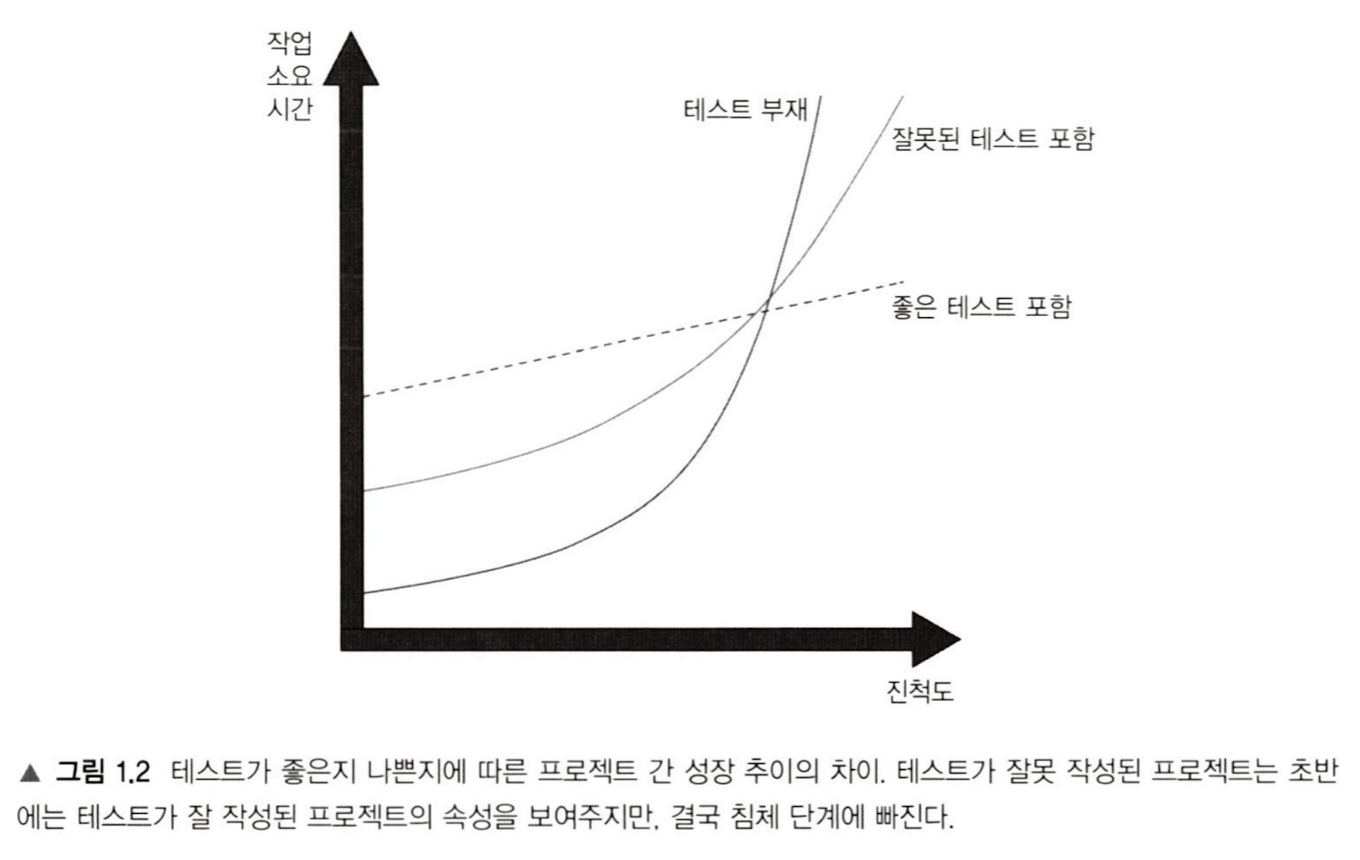 작업
소요
시간
테스트 부재
잘못된 테스트 포함
좋은 테스트 포함
진척도
▲ 그림 1.2 테스트가 좋은지 나쁜지에 따른 프로젝트 간 성장 추이의 차이. 테스트가 잘못 작성된 프로젝트는 초반
에는 테스트가 잘 작성된 프로젝트의 속성을 보여주지만, 결국 침체 단계에 빠진다.